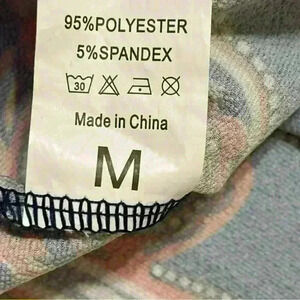 95%POLYESTER
5%SPANDEX
30
Made in China
M